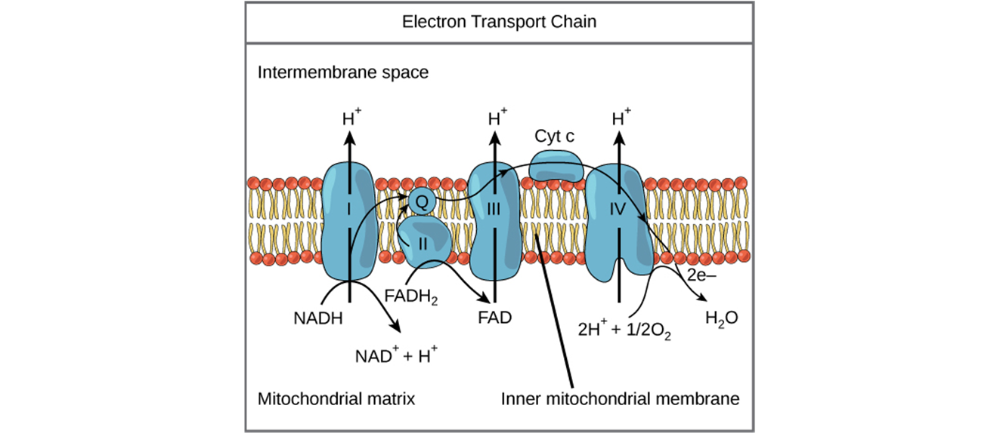 Electron Transport Chain
Intermembrane space
H⁺
H⁺
H⁺
Cyt c
I
Q
II
III
IV
NADH
FADH₂
FAD
2e–
NAD⁺ + H⁺
2H⁺ + 1/2O₂
H₂O
Mitochondrial matrix
Inner mitochondrial membrane